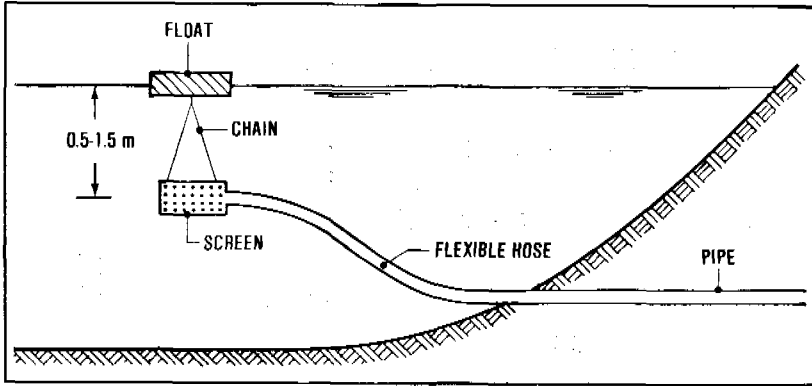 FLOAT
CHAIN
0.5-1.5 m
SCREEN
FLEXIBLE HOSE
PIPE